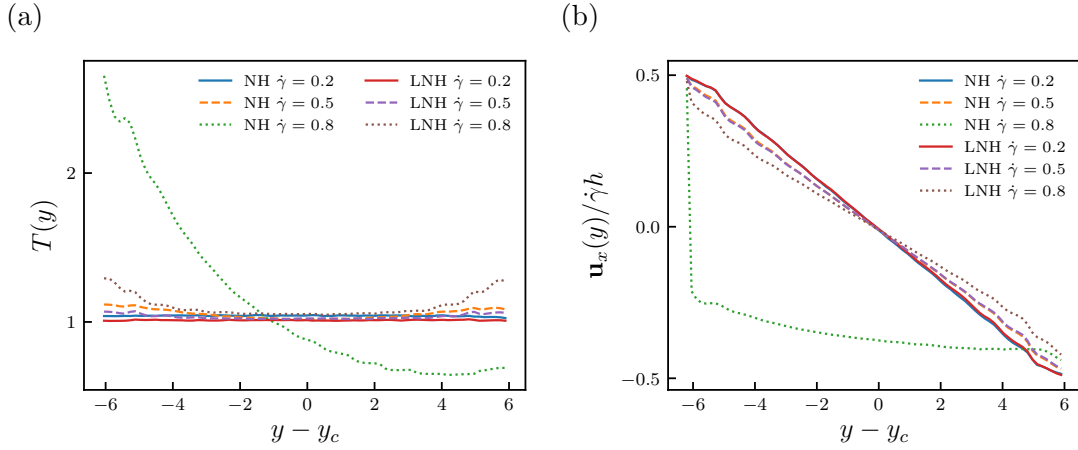 (a)
NH γ̇ = 0.2
NH γ̇ = 0.5
NH γ̇ = 0.8
LNH γ̇ = 0.2
LNH γ̇ = 0.5
LNH γ̇ = 0.8
T(y)
2
1
−6 −4 −2 0 2 4 6
y − y_c
(b)
NH γ̇ = 0.2
NH γ̇ = 0.5
NH γ̇ = 0.8
LNH γ̇ = 0.2
LNH γ̇ = 0.5
LNH γ̇ = 0.8
u_x(y)/γ̇h
0.5
0.0
−0.5
−6 −4 −2 0 2 4 6
y − y_c